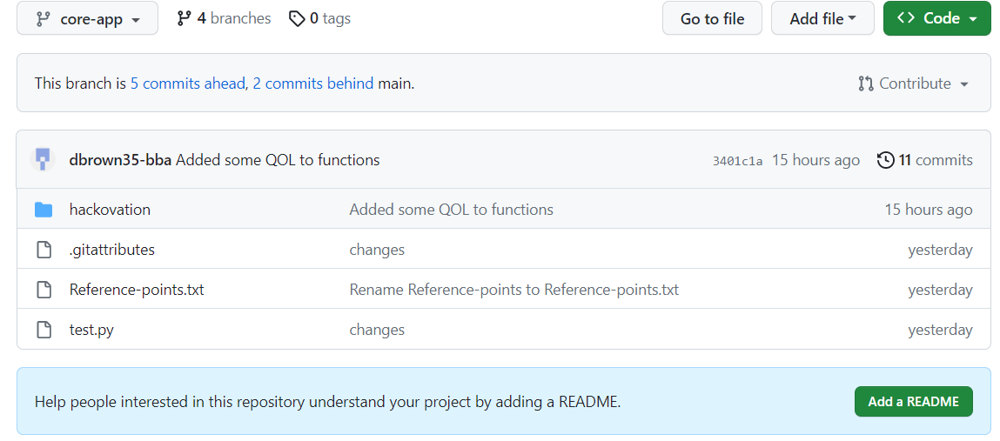 core-app 4 branches 0 tags Go to file Add file Code
This branch is 5 commits ahead, 2 commits behind main. Contribute
dbrown35-bba Added some QOL to functions 3401c1a 15 hours ago 11 commits
hackovation Added some QOL to functions 15 hours ago
.gitattributes changes yesterday
Reference-points.txt Rename Reference-points to Reference-points.txt yesterday
test.py changes yesterday
Help people interested in this repository understand your project by adding a README. Add a README